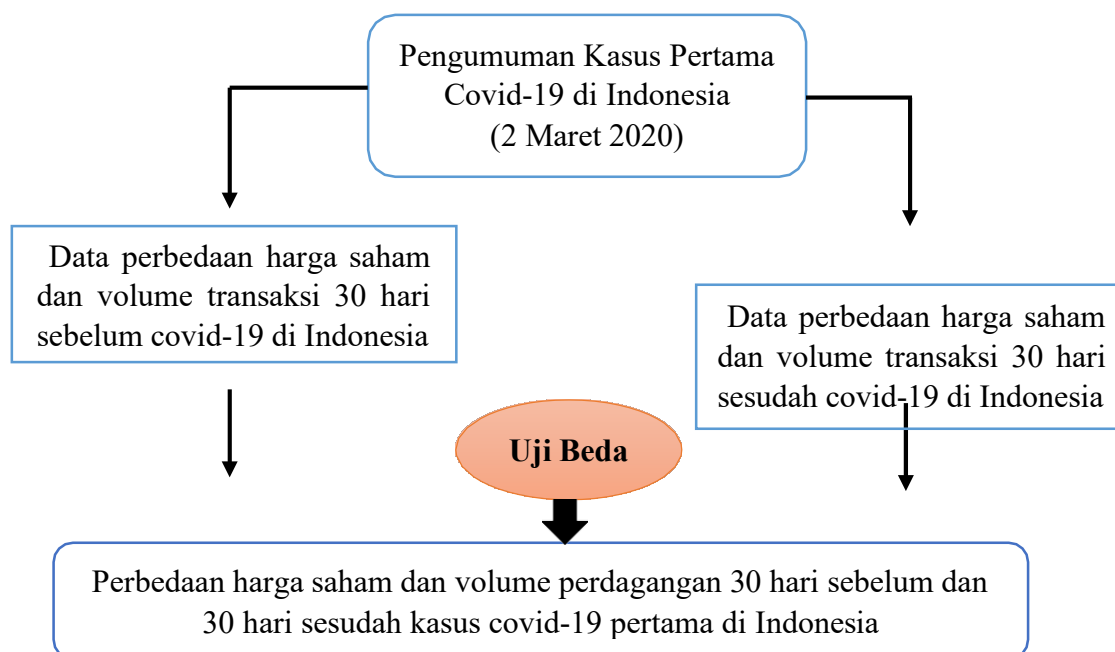 Pengumuman Kasus Pertama
Covid-19 di Indonesia
(2 Maret 2020)
Data perbedaan harga saham
dan volume transaksi 30 hari
sebelum covid-19 di Indonesia
Data perbedaan harga saham
dan volume transaksi 30 hari
sesudah covid-19 di Indonesia
Uji Beda
Perbedaan harga saham dan volume perdagangan 30 hari sebelum dan
30 hari sesudah kasus covid-19 pertama di Indonesia